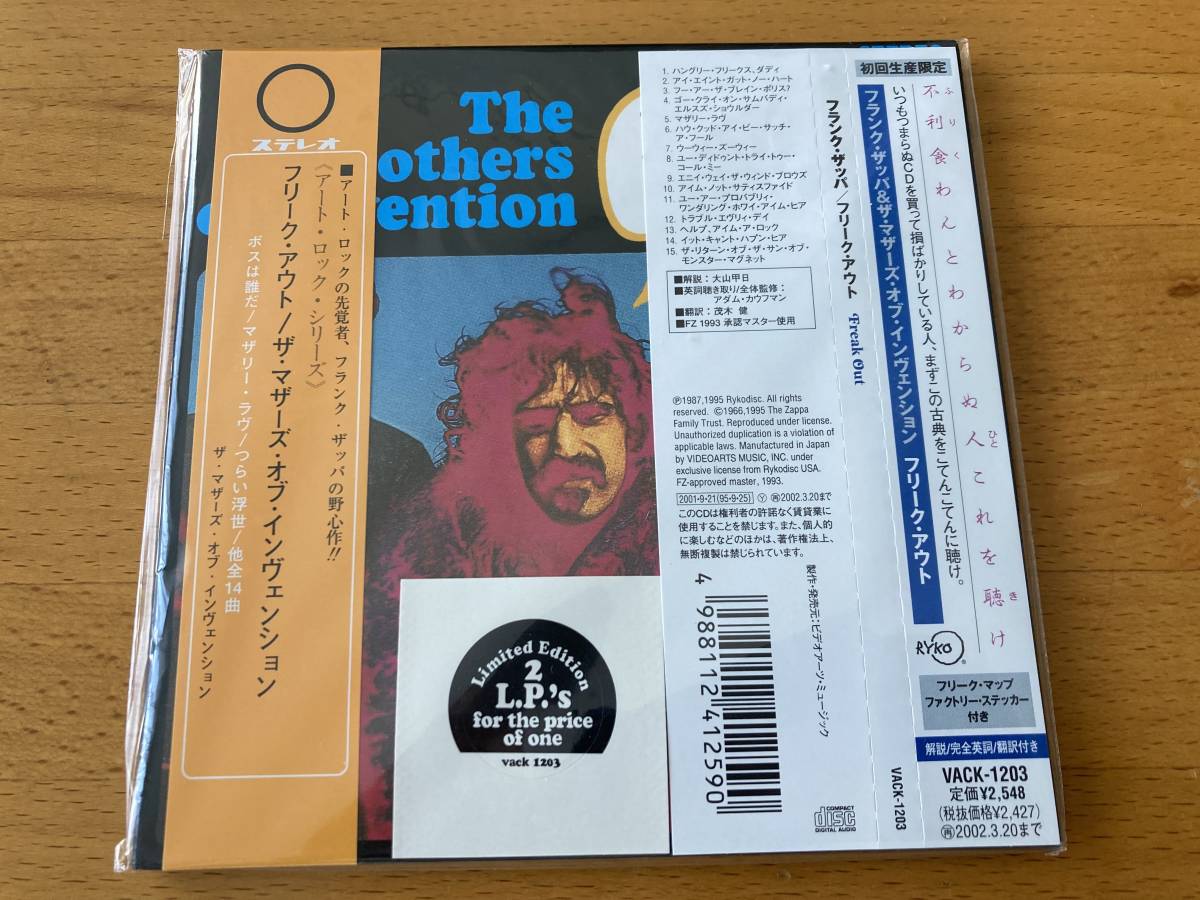 ステレオ
■アート・ロックの先覚者、フランク・ザッパの野心作!!
《アート・ロック・シリーズ》
フリーク・アウト/ザ・マザーズ・オブ・インヴェンション
ボスは誰だ/マザリー・ラヴ/つらい浮世/他全14曲
ザ・マザーズ・オブ・インヴェンション
The
others
vention
Limited Edition
2
L.P.'s
for the price
of one
vack 1203
1. ハングリー・フリークス、ダディ
2. アイ・エイント・ガット・ノー・ハート
3. フー・アー・ザ・ブレイン・ポリス?
4. ゴー・クライ・オン・サムバディ・
エルスズ・ショウルダー
5. マザリー・ラヴ
6. ハウ・クッド・アイ・ビー・サッチ・
ア・フール
7. ウーウィー・ズーウィー
8. ユー・ディドゥント・トライ・トゥー・
コール・ミー
9. エニイ・ウェイ・ザ・ウィンド・ブロウズ
10. アイム・ノット・サティスファイド
11. ユー・アー・プロバブリィ・
ワンダリング・ホワイ・アイム・ヒア
12. トラブル・エヴリィ・デイ
13. ヘルプ、アイム・ア・ロック
14. イット・キャント・ハプン・ヒア
15. ザ・リターン・オブ・ザ・サン・オブ・
モンスター・マグネット
■解説：大山甲日
■英詞聴き取り/全体監修：
アダム・カウフマン
■翻訳：茂木 健
■FZ 1993 承認マスター使用
℗1987,1995 Rykodisc. All rights
reserved. ©1966,1995 The Zappa
Family Trust. Reproduced under license.
Unauthorized duplication is a violation of
applicable laws. Manufactured in Japan
by VIDEOARTS MUSIC, INC. under
exclusive license from Rykodisc USA.
FZ-approved master, 1993.
2001-9-21(95-9-25) Ⓨ 再2002.3.20まで
このCDは権利者の許諾なく賃貸業に
使用することを禁じます。また、個人的
に楽しむなどのほかは、著作権法上、
無断複製は禁じられています。
4 988112 412590
製作・発売元：ビデオアーツ・ミュージック
COMPACT
disc
DIGITAL AUDIO
フランク・ザッパ/フリーク・アウト
Freak Out
VACK-1203
初回生産限定
不利食わんとわからぬ人これを聴け
ふりく
ひと
き
いつもつまらぬCDを買って損ばかりしている人、まずこの古典をこてんこてんに聴け。
フランク・ザッパ&ザ・マザーズ・オブ・インヴェンション フリーク・アウト
RYKO
フリーク・マップ
ファクトリー・ステッカー
付き
解説/完全英詞/翻訳付き
VACK-1203
定価¥2,548
(税抜価格¥2,427)
再2002.3.20まで